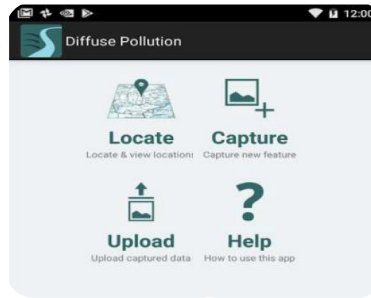 12:00
Diffuse Pollution
Locate Capture
Locate & view locations Capture new feature
Upload Help
Upload captured data How to use this app